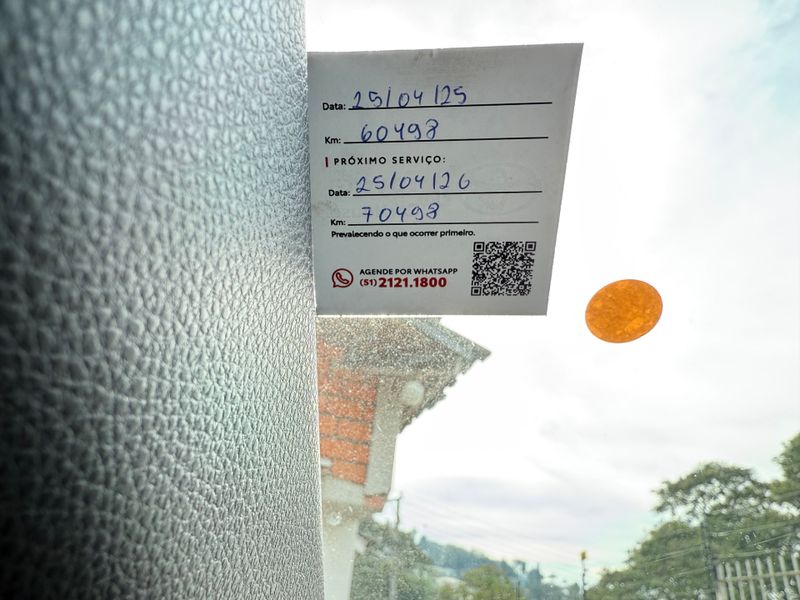 Data: 25/04/25
Km: 60498
PRÓXIMO SERVIÇO:
Data: 25/04/26
Km: 70498
Prevalecendo o que ocorrer primeiro.
AGENDE POR WHATSAPP
(51) 2121.1800